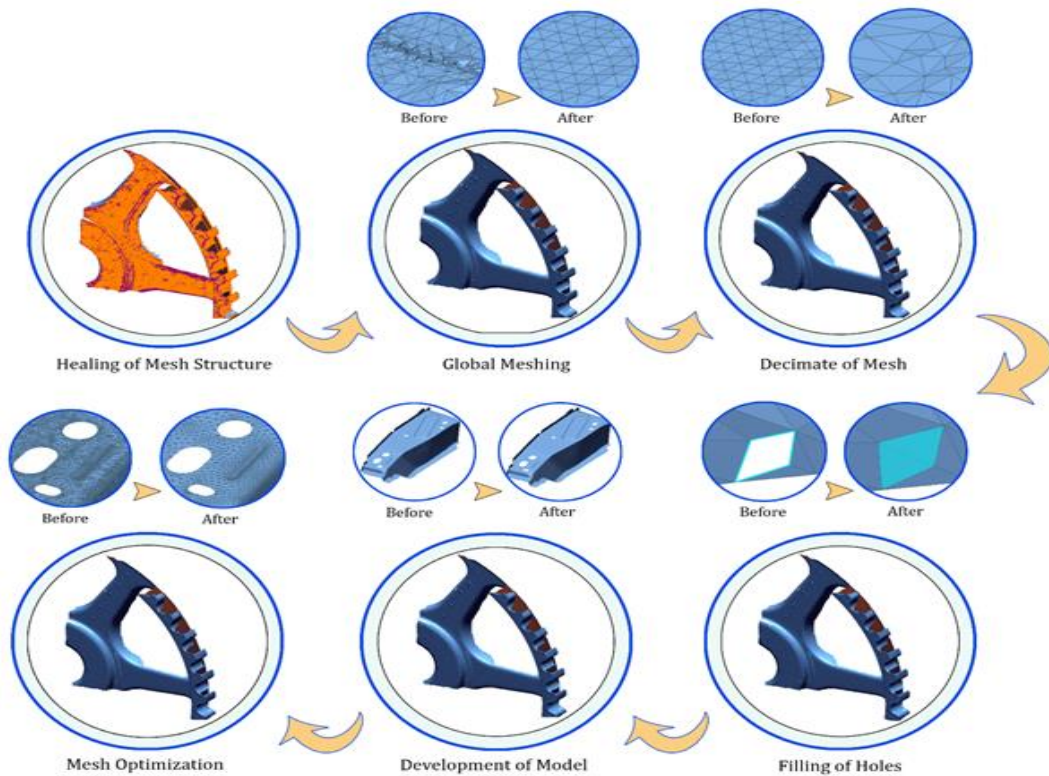 Before
After
Before
After
Healing of Mesh Structure
Global Meshing
Decimate of Mesh
Before
After
Before
After
Before
After
Mesh Optimization
Development of Model
Filling of Holes